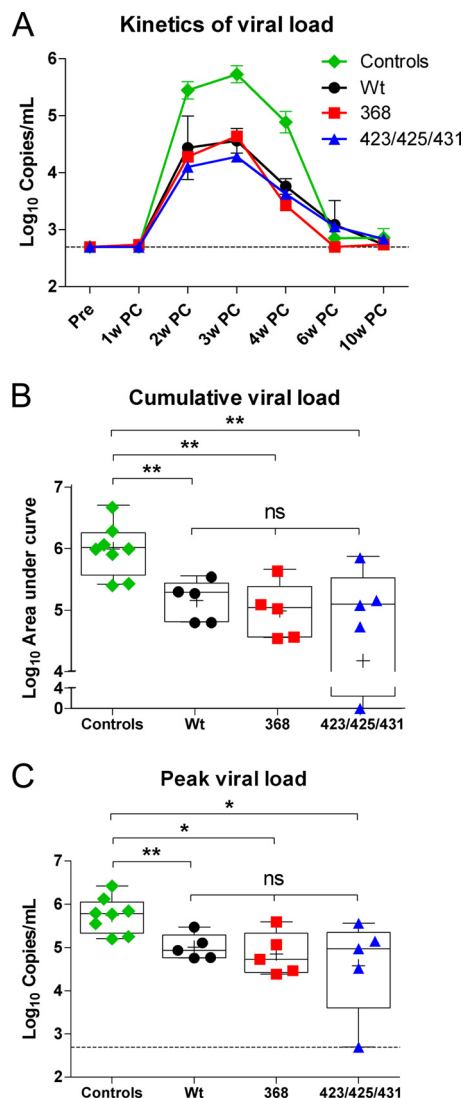 A
Kinetics of viral load
Log10 Copies/mL
6
5
4
3
2
Controls
Wt
368
423/425/431
Pre
1w PC
2w PC
3w PC
4w PC
6w PC
10w PC
B
Cumulative viral load
**
**
**
ns
Log10 Area under curve
7
6
5
4
4
0
Controls
Wt
368
423/425/431
C
Peak viral load
*
*
**
ns
Log10 Copies/mL
7
6
5
4
3
2
Controls
Wt
368
423/425/431